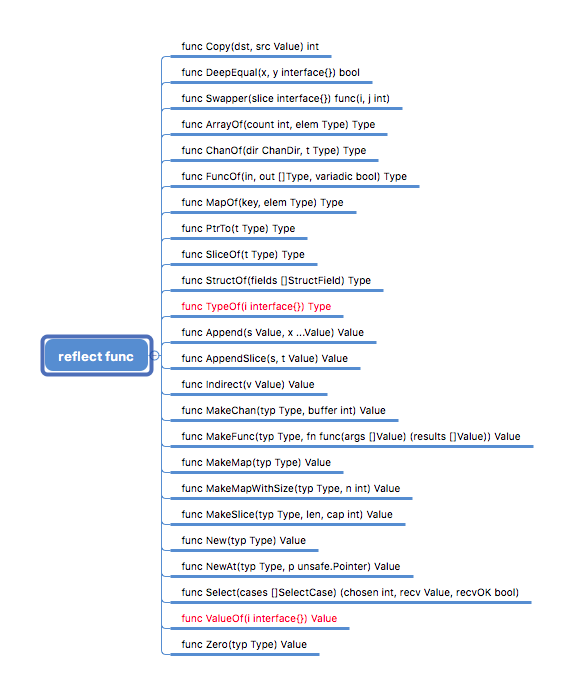 func Copy(dst, src Value) int
func DeepEqual(x, y interface{}) bool
func Swapper(slice interface{}) func(i, j int)
func ArrayOf(count int, elem Type) Type
func ChanOf(dir ChanDir, t Type) Type
func FuncOf(in, out []Type, variadic bool) Type
func MapOf(key, elem Type) Type
func PtrTo(t Type) Type
func SliceOf(t Type) Type
func StructOf(fields []StructField) Type
func TypeOf(i interface{}) Type
func Append(s Value, x ...Value) Value
reflect func
func AppendSlice(s, t Value) Value
func Indirect(v Value) Value
func MakeChan(typ Type, buffer int) Value
func MakeFunc(typ Type, fn func(args []Value) (results []Value)) Value
func MakeMap(typ Type) Value
func MakeMapWithSize(typ Type, n int) Value
func MakeSlice(typ Type, len, cap int) Value
func New(typ Type) Value
func NewAt(typ Type, p unsafe.Pointer) Value
func Select(cases []SelectCase) (chosen int, recv Value, recvOK bool)
func ValueOf(i interface{}) Value
func Zero(typ Type) Value